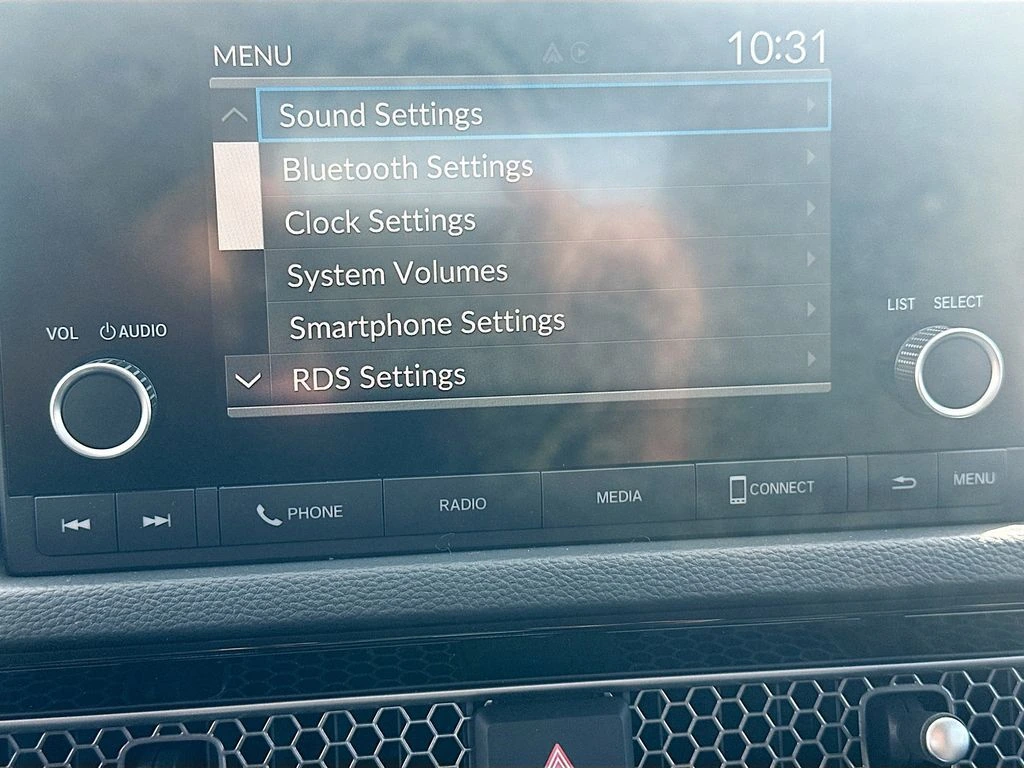 MENU 10:31
Sound Settings
Bluetooth Settings
Clock Settings
System Volumes
Smartphone Settings
RDS Settings
VOL AUDIO
LIST SELECT
PHONE RADIO MEDIA CONNECT MENU